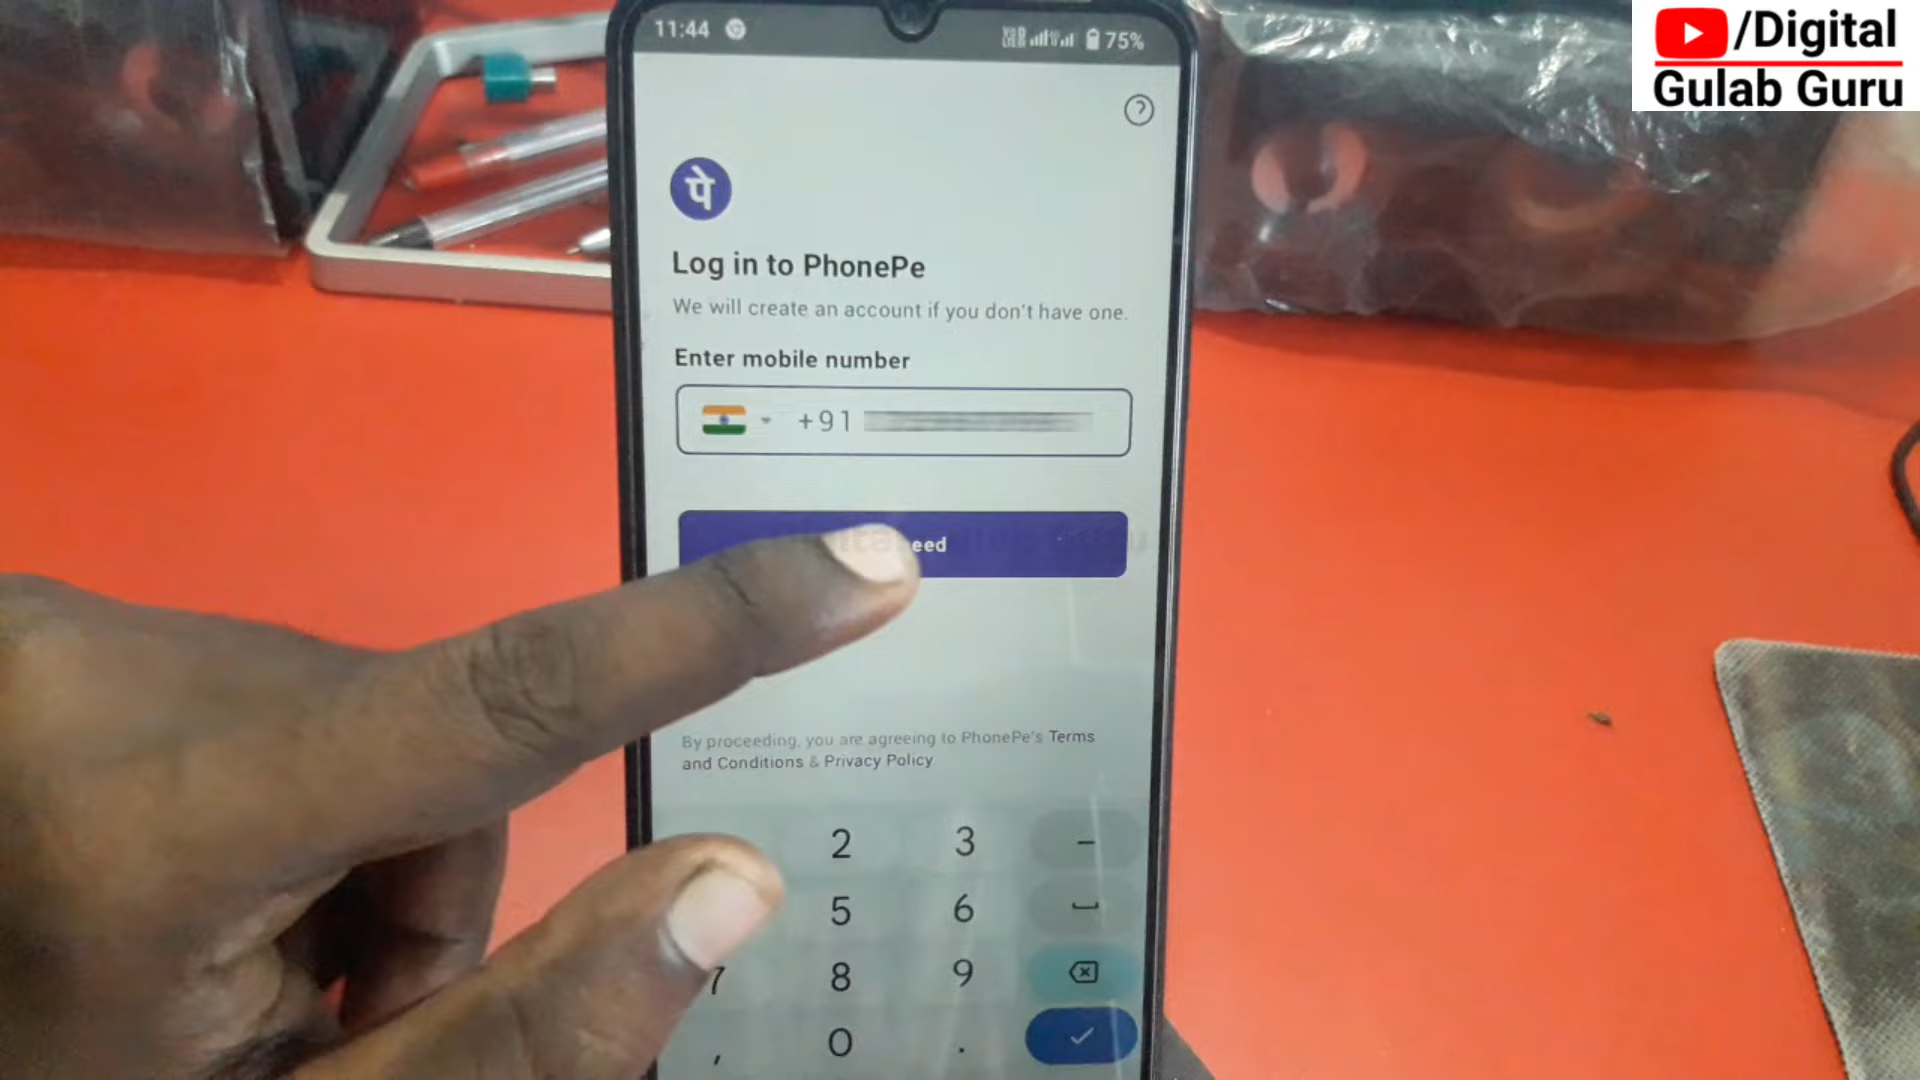 /Digital
Gulab Guru
11:44
75%
पे
Log in to PhonePe
We will create an account if you don't have one.
Enter mobile number
+91
eed
By proceeding, you are agreeing to PhonePe's Terms
and Conditions & Privacy Policy
2 3 -
5 6
7 8 9
, 0 .